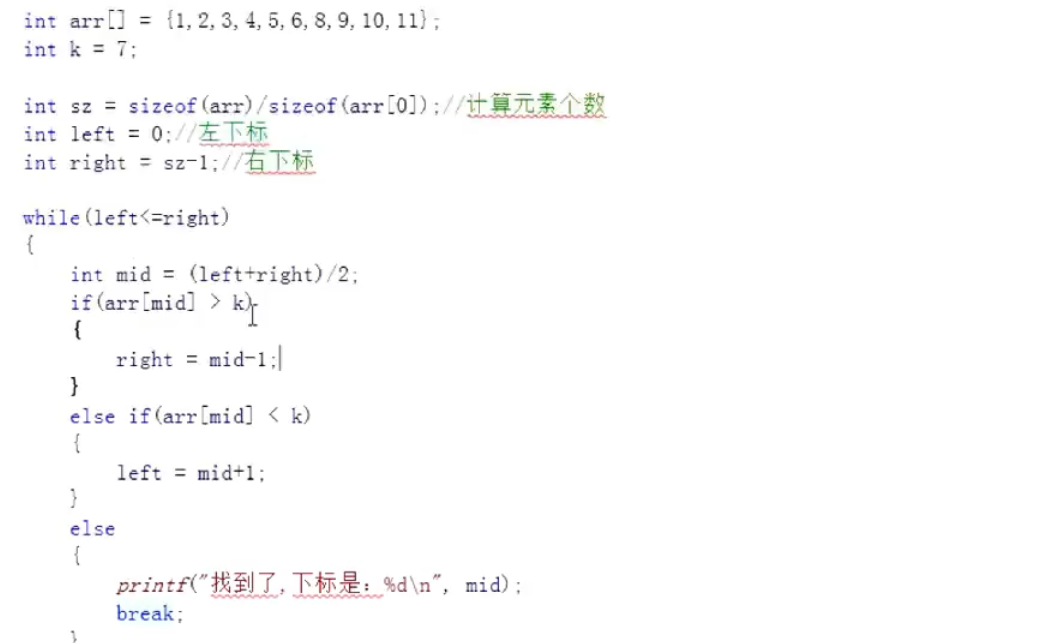 int arr[] = {1,2,3,4,5,6,8,9,10,11};
int k = 7;
int sz = sizeof(arr)/sizeof(arr[0]);//计算元素个数
int left = 0;//左下标
int right = sz-1;//右下标
while(left<=right)
{
int mid = (left+right)/2;
if(arr[mid] > k)
{
right = mid-1;
}
else if(arr[mid] < k)
{
left = mid+1;
}
else
{
printf("找到了,下标是：%d\n", mid);
break;
}